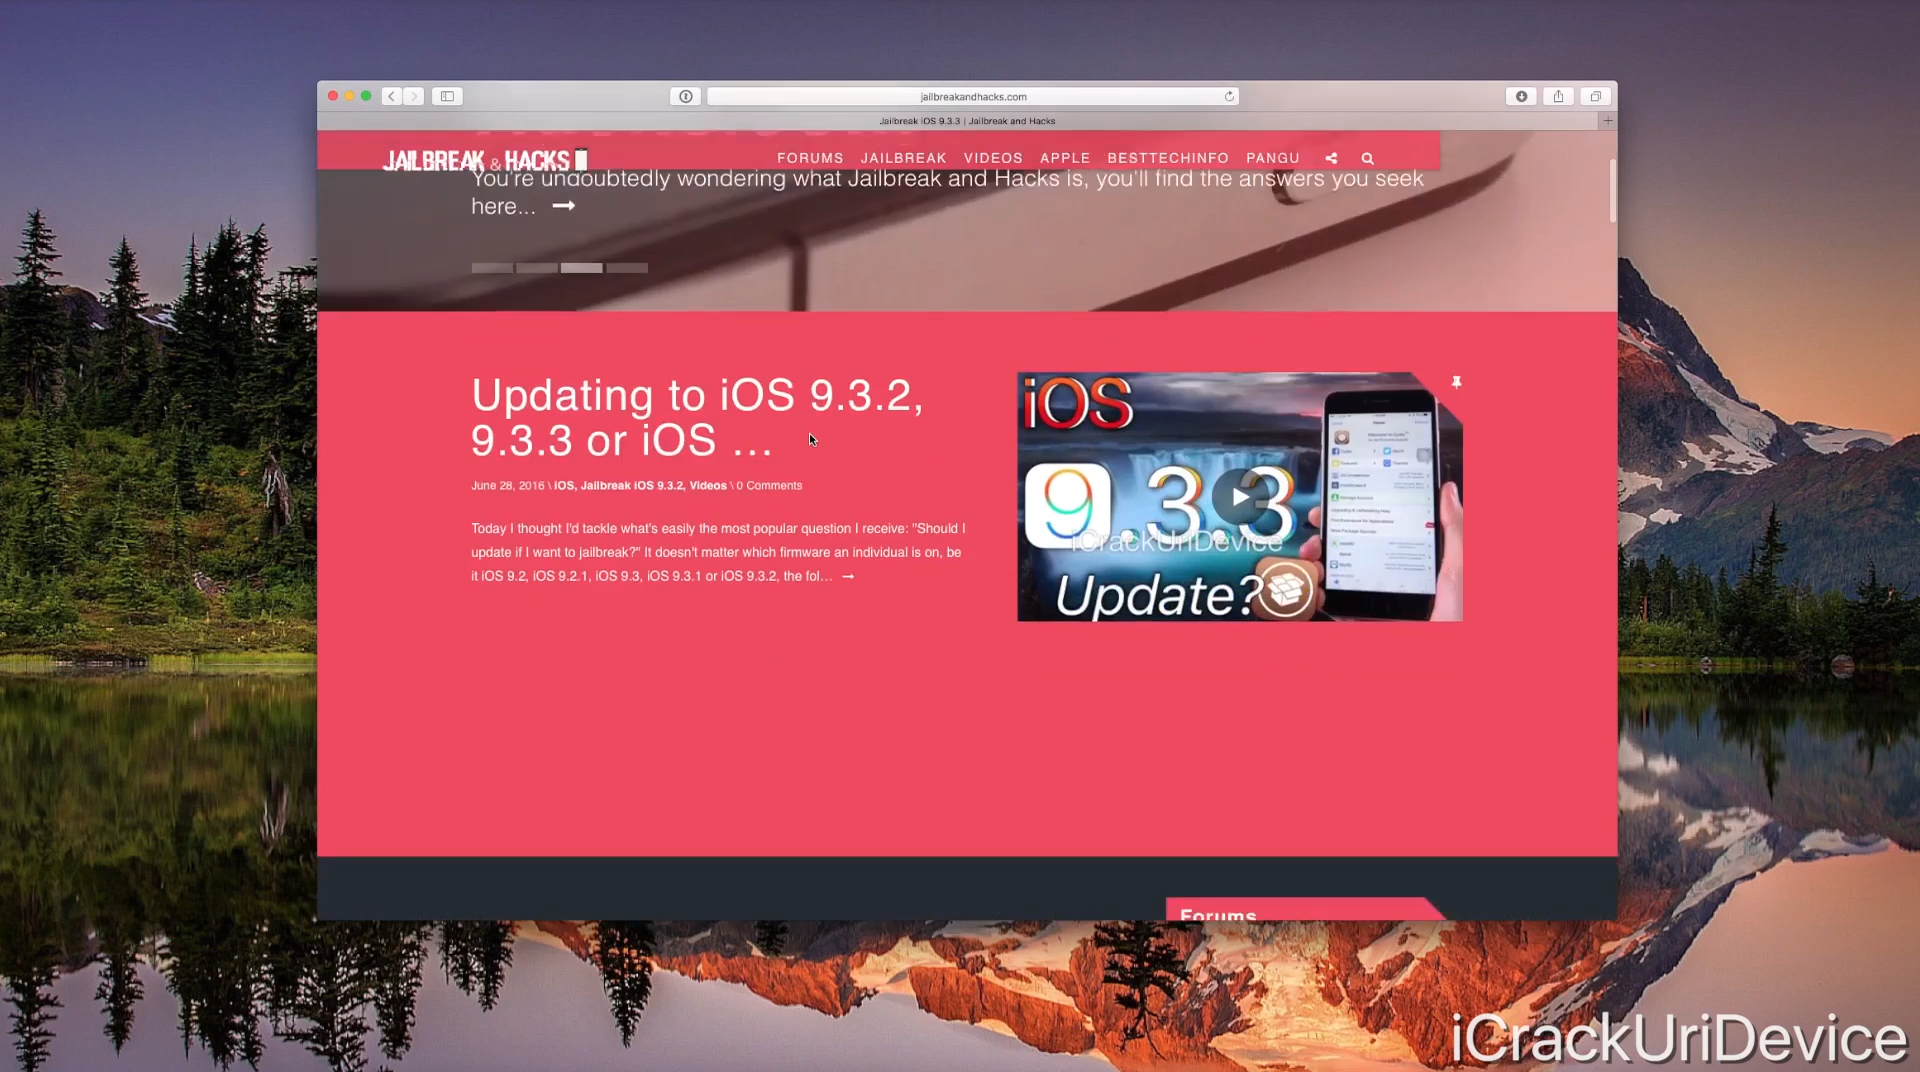 jailbreakandhacks.com
Jailbreak iOS 9.3.3 | Jailbreak and Hacks
JAILBREAK & HACKS
FORUMS JAILBREAK VIDEOS APPLE BESTTECHINFO PANGU
You're undoubtedly wondering what Jailbreak and Hacks is, you'll find the answers you seek
here...
Updating to iOS 9.3.2,
9.3.3 or iOS ...
June 28, 2016 \ iOS, Jailbreak iOS 9.3.2, Videos \ 0 Comments
Today I thought I'd tackle what's easily the most popular question I receive: "Should I
update if I want to jailbreak?" It doesn't matter which firmware an individual is on, be
it iOS 9.2, iOS 9.2.1, iOS 9.3, iOS 9.3.1 or iOS 9.3.2, the fol...
iOS
9.3.3
iCrackUriDevice
Update?
Forums
iCrackUriDevice